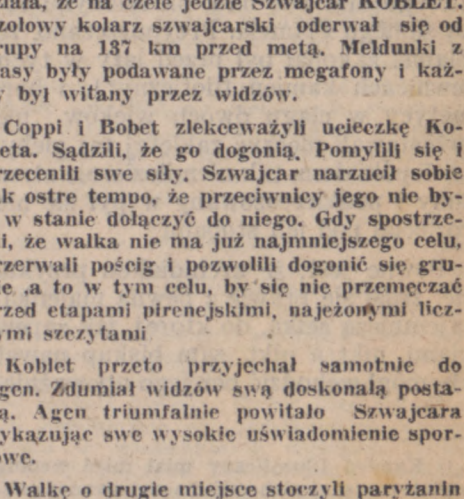 działa, że na czele jedzie Szwajcar KOBLET.
zołowy kolarz szwajcarski oderwał się od
rupy na 137 km przed metą. Meldunki z
asy były podawane przez megafony i każ-
y był witany przez widzów.
Coppi i Bobet zlekceważyli ucieczkę Ko-
eta. Sądzili, że go dogonią. Pomylili się i
rzecenili swe siły. Szwajcar narzucił sobie
k ostre tempo, że przeciwnicy jego nie by-
w stanie dołączyć do niego. Gdy spostrze-
i, że walka nie ma już najmniejszego celu,
rzerwali pościg i pozwolili dogonić się gru-
ie .a to w tym celu, by się nie przemęczać
rzed etapami pirenejskimi, najeżonymi licz-
ymi szczytami
Koblet przeto przyjechał samotnie do
gen. Zdumiał widzów swą doskonałą posta-
ą. Agen triumfalnie powitało Szwajcara
ykazując swe wysokie uświadomienie spor-
owe.
Walkę o drugie miejsce stoczyli paryżanin